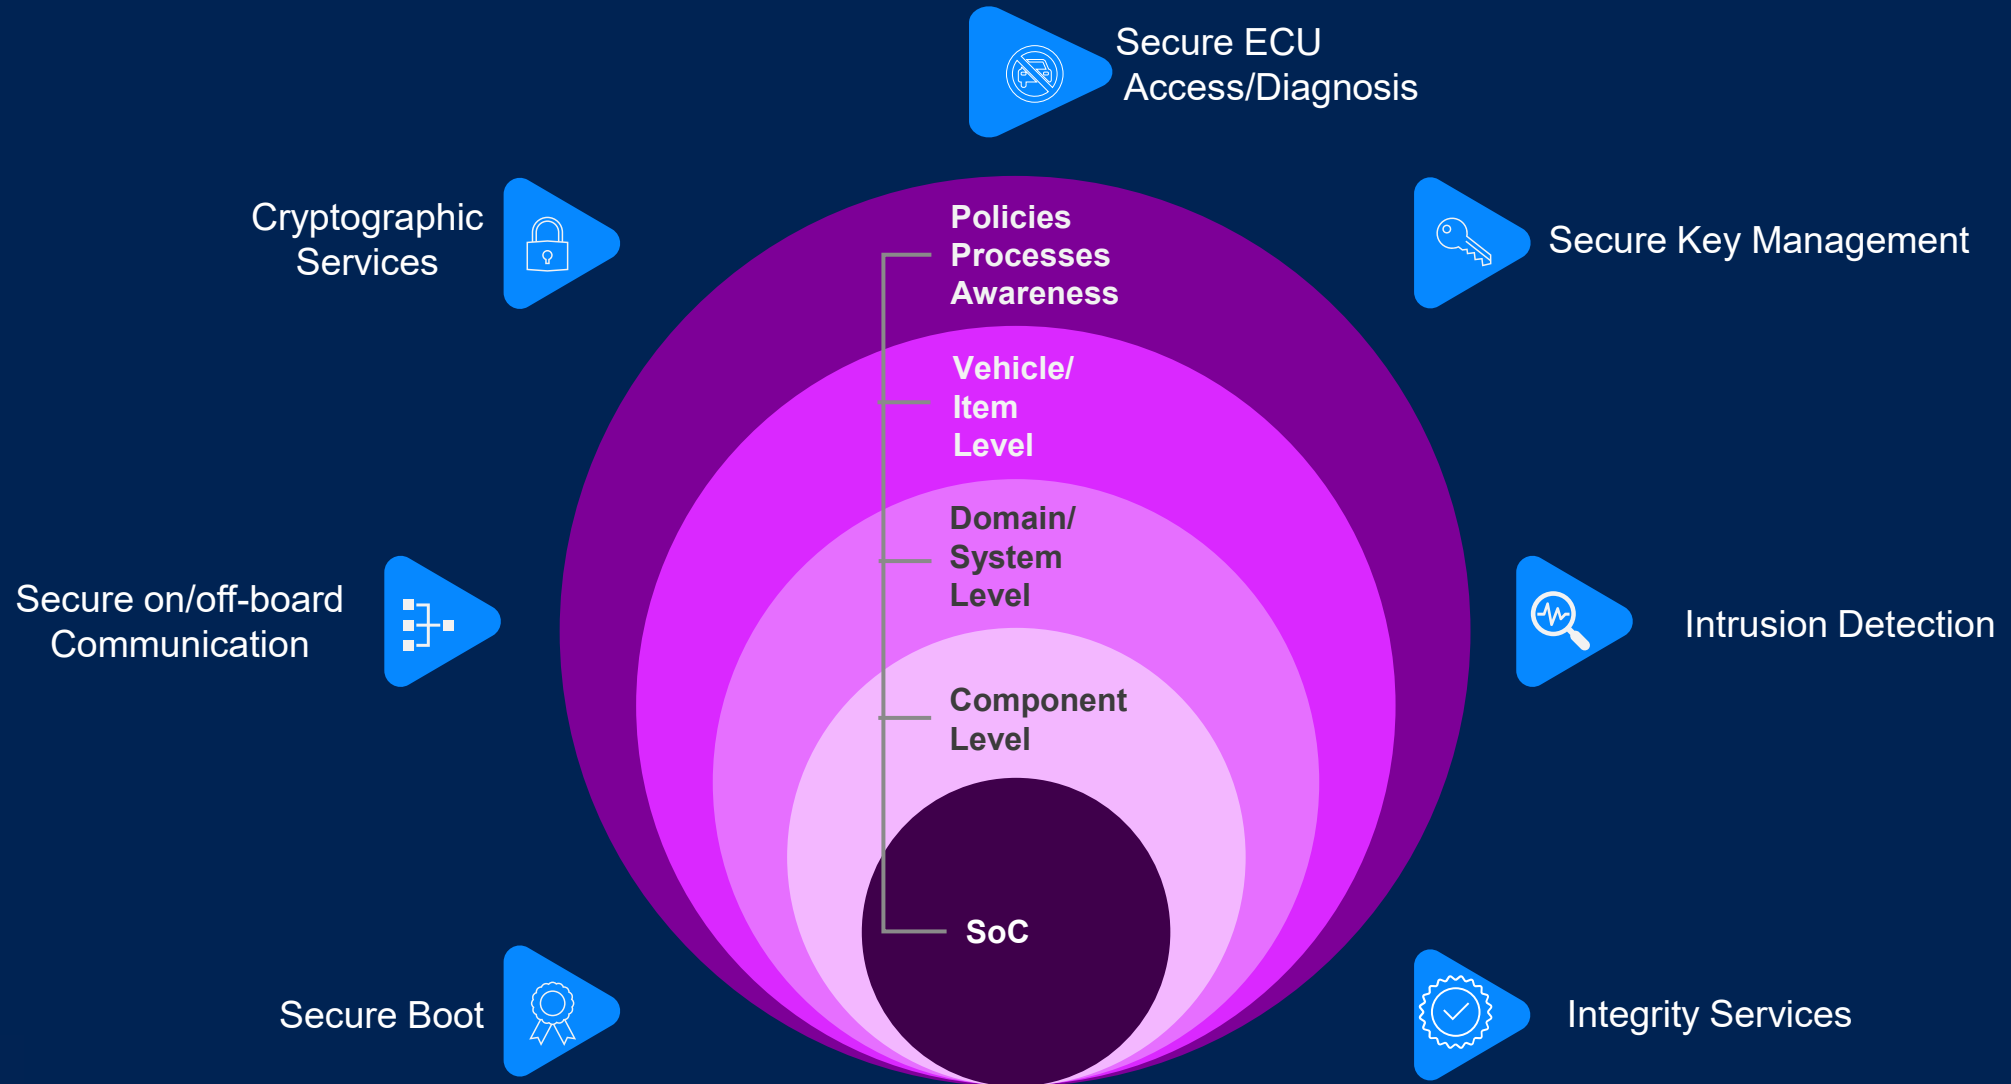 Secure ECU
Access/Diagnosis
Cryptographic
Services
Policies
Processes
Awareness
Secure Key Management
Vehicle/
Item
Level
Domain/
System
Level
Secure on/off-board
Communication
Intrusion Detection
Component
Level
SoC
Secure Boot
Integrity Services